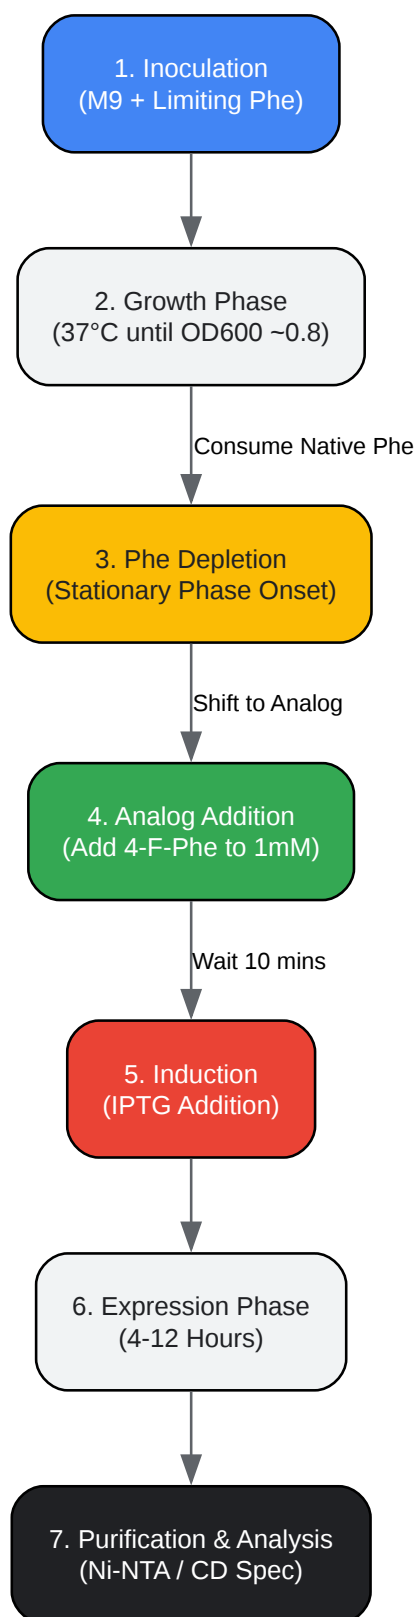 1. Inoculation
(M9 + Limiting Phe)
2. Growth Phase
(37°C until OD600 ~0.8)
Consume Native Phe
3. Phe Depletion
(Stationary Phase Onset)
Shift to Analog
4. Analog Addition
(Add 4-F-Phe to 1mM)
Wait 10 mins
5. Induction
(IPTG Addition)
6. Expression Phase
(4-12 Hours)
7. Purification & Analysis
(Ni-NTA / CD Spec)